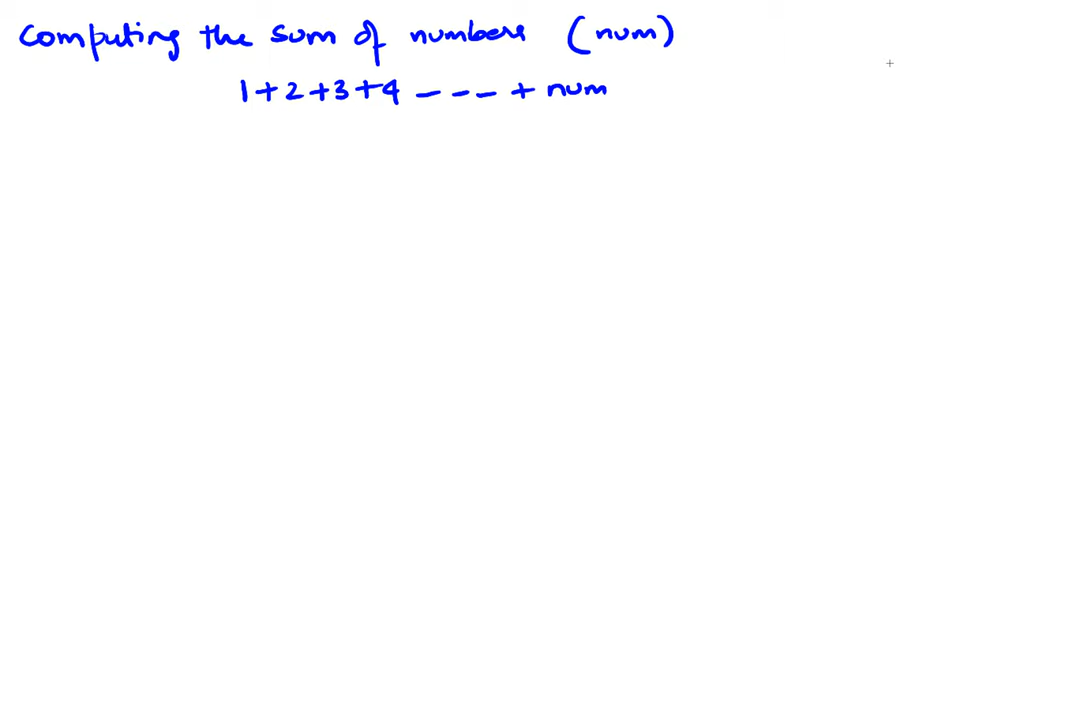 Computing the sum of numbers (num)
1+2+3+4 - - - + num